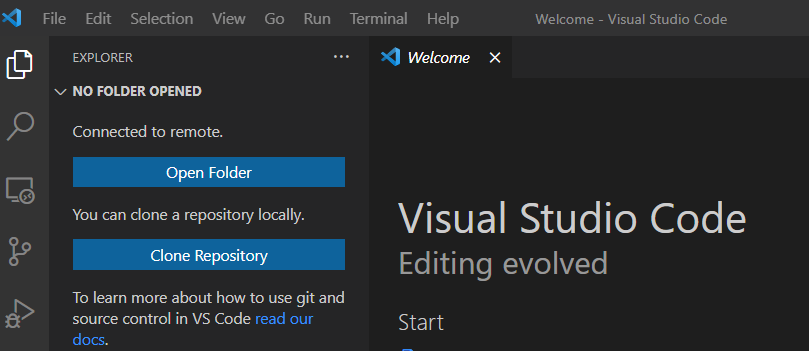 File Edit Selection View Go Run Terminal Help Welcome - Visual Studio Code
EXPLORER ···
Welcome ×
NO FOLDER OPENED
Connected to remote.
Open Folder
You can clone a repository locally.
Clone Repository
To learn more about how to use git and
source control in VS Code read our
docs.
Visual Studio Code
Editing evolved
Start